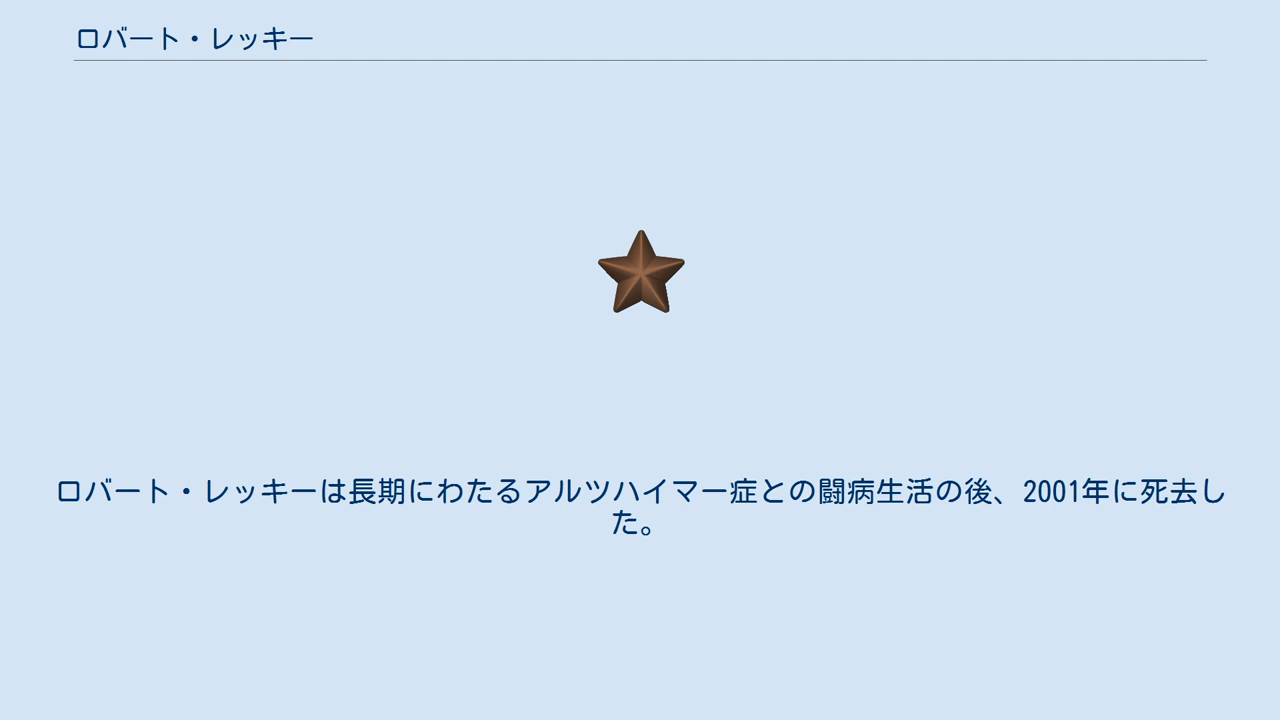 ロバート・レッキー
ロバート・レッキーは長期にわたるアルツハイマー症との闘病生活の後、2001年に死去し
た。